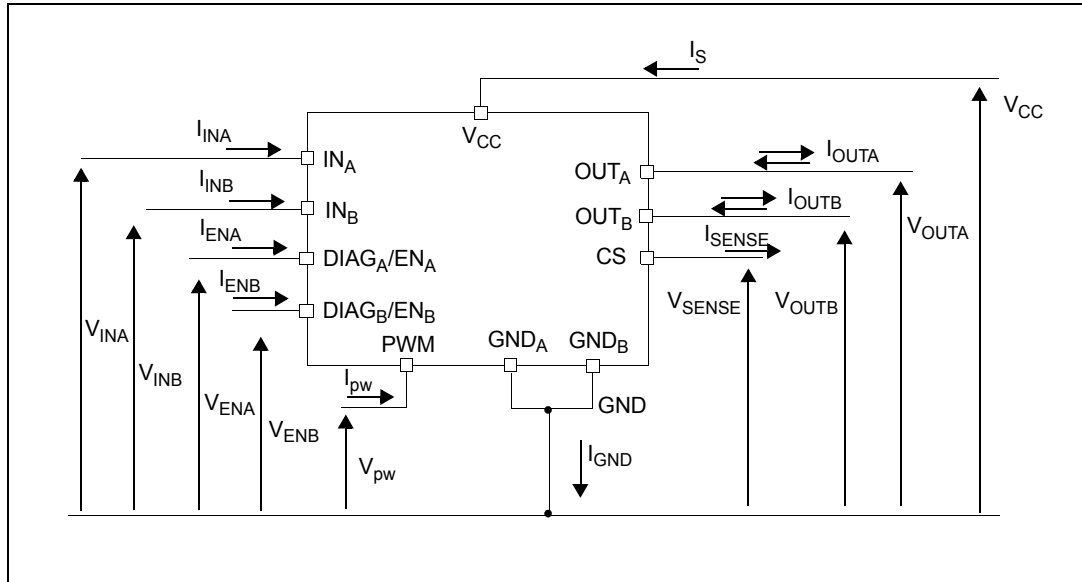 I_S
V_CC
V_CC
I_INA
IN_A
I_OUTA
OUT_A
I_INB
IN_B
I_OUTB
OUT_B
I_ENA
DIAG_A/EN_A
I_SENSE
CS
V_OUTA
I_ENB
DIAG_B/EN_B
V_SENSE
V_OUTB
V_INA
PWM
GND_A
GND_B
V_INB
I_pw
V_ENA
GND
V_ENB
V_pw
I_GND